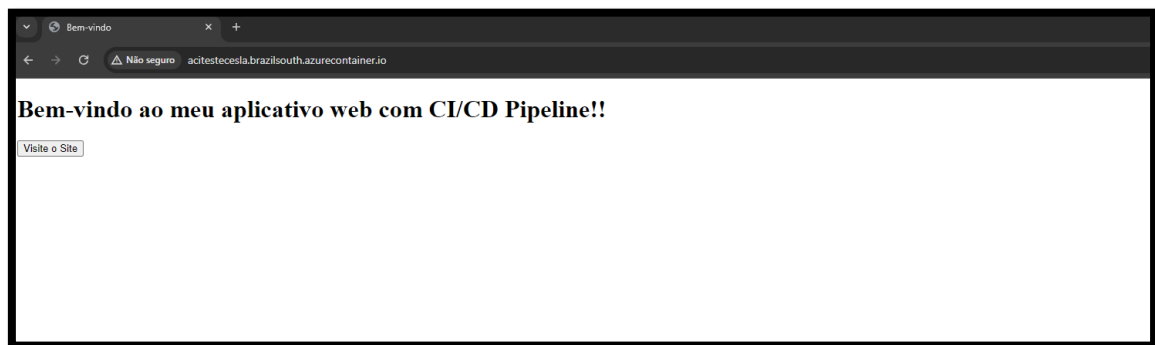 Bem-vindo
Não seguro acitestecesla.brazilsouth.azurecontainer.io
Bem-vindo ao meu aplicativo web com CI/CD Pipeline!!
Visite o Site